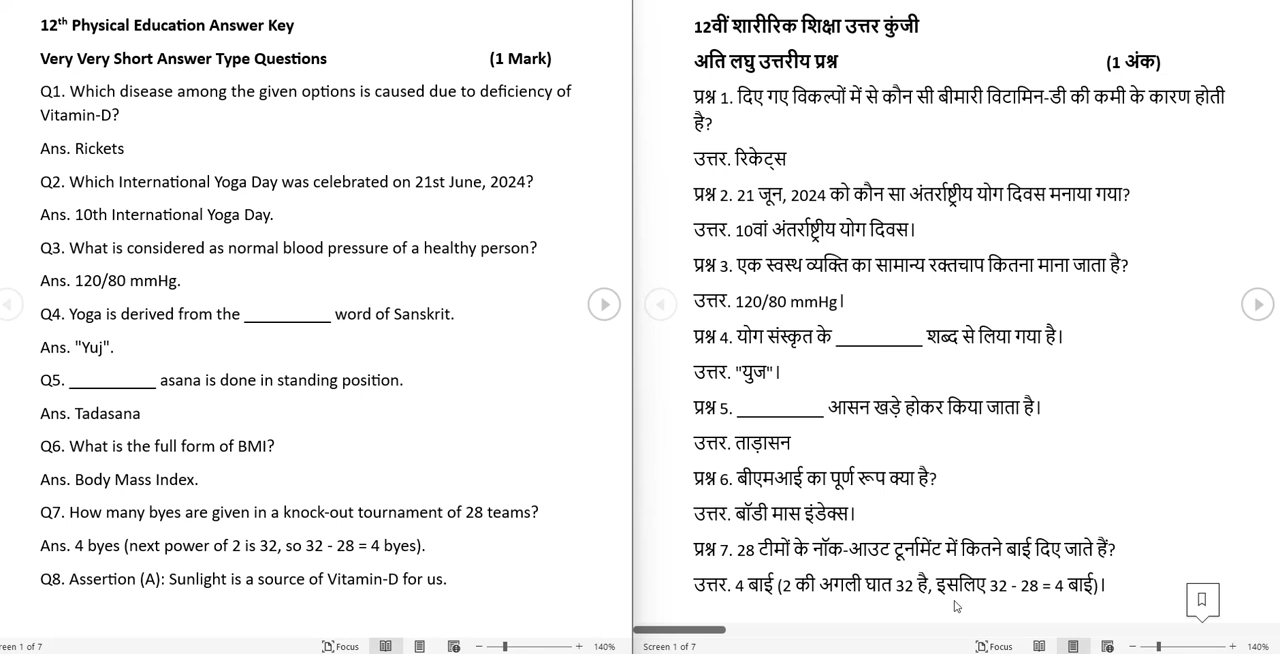 12th Physical Education Answer Key
Very Very Short Answer Type Questions (1 Mark)
Q1. Which disease among the given options is caused due to deficiency of
Vitamin-D?
Ans. Rickets
Q2. Which International Yoga Day was celebrated on 21st June, 2024?
Ans. 10th International Yoga Day.
Q3. What is considered as normal blood pressure of a healthy person?
Ans. 120/80 mmHg.
Q4. Yoga is derived from the __________ word of Sanskrit.
Ans. "Yuj".
Q5. __________ asana is done in standing position.
Ans. Tadasana
Q6. What is the full form of BMI?
Ans. Body Mass Index.
Q7. How many byes are given in a knock-out tournament of 28 teams?
Ans. 4 byes (next power of 2 is 32, so 32 - 28 = 4 byes).
Q8. Assertion (A): Sunlight is a source of Vitamin-D for us.
reen 1 of 7 Focus 140%
12वीं शारीरिक शिक्षा उत्तर कुंजी
अति लघु उत्तरीय प्रश्न (1 अंक)
प्रश्न 1. दिए गए विकल्पों में से कौन सी बीमारी विटामिन-डी की कमी के कारण होती
है?
उत्तर. रिकेट्स
प्रश्न 2. 21 जून, 2024 को कौन सा अंतर्राष्ट्रीय योग दिवस मनाया गया?
उत्तर. 10वां अंतर्राष्ट्रीय योग दिवस।
प्रश्न 3. एक स्वस्थ व्यक्ति का सामान्य रक्तचाप कितना माना जाता है?
उत्तर. 120/80 mmHg।
प्रश्न 4. योग संस्कृत के __________ शब्द से लिया गया है।
उत्तर. "युज"।
प्रश्न 5. __________ आसन खड़े होकर किया जाता है।
उत्तर. ताड़ासन
प्रश्न 6. बीएमआई का पूर्ण रूप क्या है?
उत्तर. बॉडी मास इंडेक्स।
प्रश्न 7. 28 टीमों के नॉक-आउट टूर्नामेंट में कितने बाई दिए जाते हैं?
उत्तर. 4 बाई (2 की अगली घात 32 है, इसलिए 32 - 28 = 4 बाई)।
Screen 1 of 7 Focus 140%